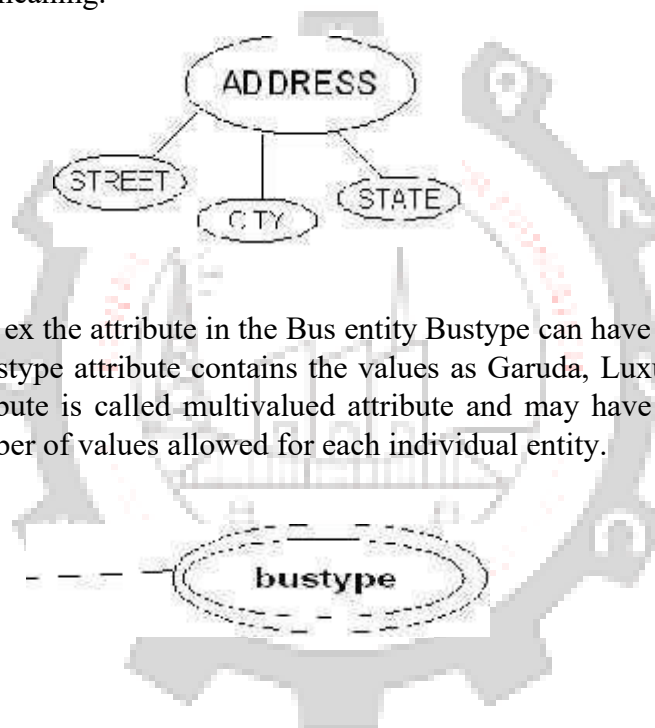 ADDRESS
STREET
STATE
ex the attribute in the Bus entity Bustype can have
stype attribute contains the values as Garuda, Luxu
bute is called multivalued attribute and may have
ber of values allowed for each individual entity.
bustype